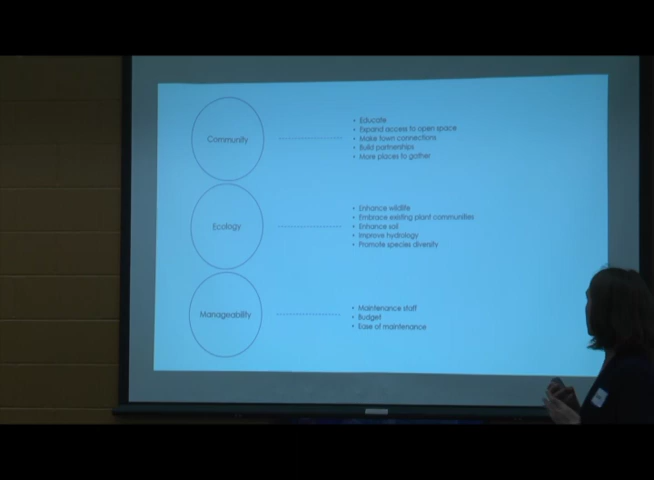 Community
• Educate
• Expand access to open space
• Make town connections
• Build partnerships
• More places to gather
Ecology
• Enhance wildlife
• Embrace existing plant communities
• Enhance soil
• Improve hydrology
• Promote species diversity
Manageability
• Maintenance staff
• Budget
• Ease of maintenance